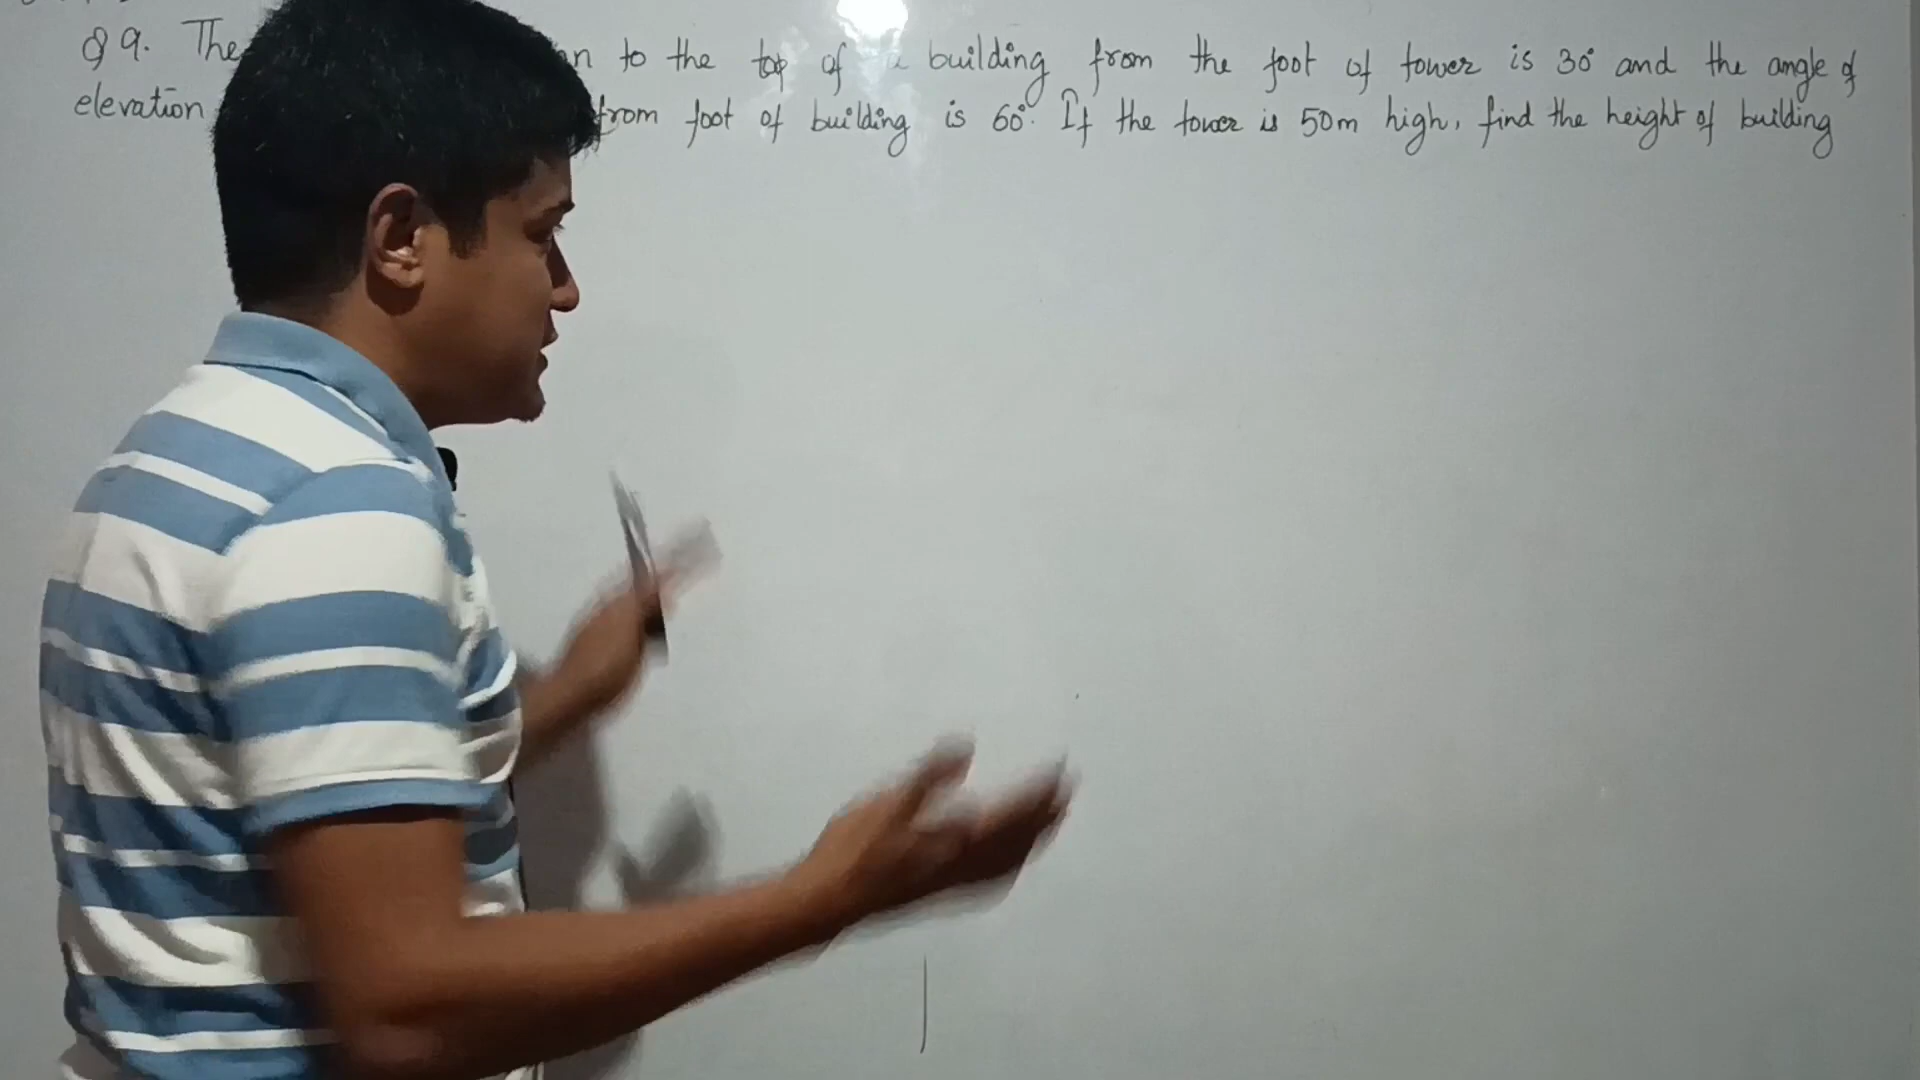 Q 9. The to the top of a building from the foot of tower is 30° and the angle of
elevation from foot of building is 60°. If the tower is 50m high, find the height of building